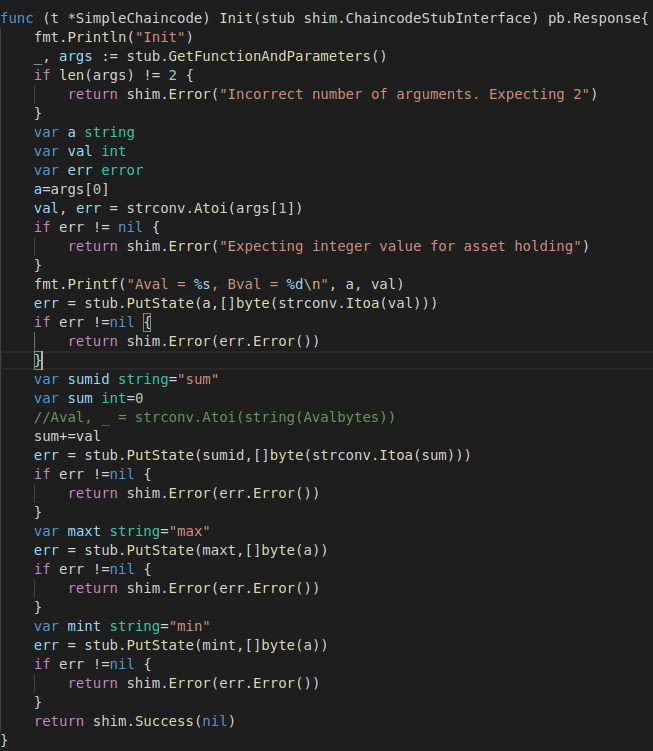 func (t *SimpleChaincode) Init(stub shim.ChaincodeStubInterface) pb.Response{
    fmt.Println("Init")
    _, args := stub.GetFunctionAndParameters()
    if len(args) != 2 {
        return shim.Error("Incorrect number of arguments. Expecting 2")
    }
    var a string
    var val int
    var err error
    a=args[0]
    val, err = strconv.Atoi(args[1])
    if err != nil {
        return shim.Error("Expecting integer value for asset holding")
    }
    fmt.Printf("Aval = %s, Bval = %d\n", a, val)
    err = stub.PutState(a,[]byte(strconv.Itoa(val)))
    if err !=nil {
        return shim.Error(err.Error())
    }
    var sumid string="sum"
    var sum int=0
    //Aval, _ = strconv.Atoi(string(Avalbytes))
    sum+=val
    err = stub.PutState(sumid,[]byte(strconv.Itoa(sum)))
    if err !=nil {
        return shim.Error(err.Error())
    }
    var maxt string="max"
    err = stub.PutState(maxt,[]byte(a))
    if err !=nil {
        return shim.Error(err.Error())
    }
    var mint string="min"
    err = stub.PutState(mint,[]byte(a))
    if err !=nil {
        return shim.Error(err.Error())
    }
    return shim.Success(nil)
}